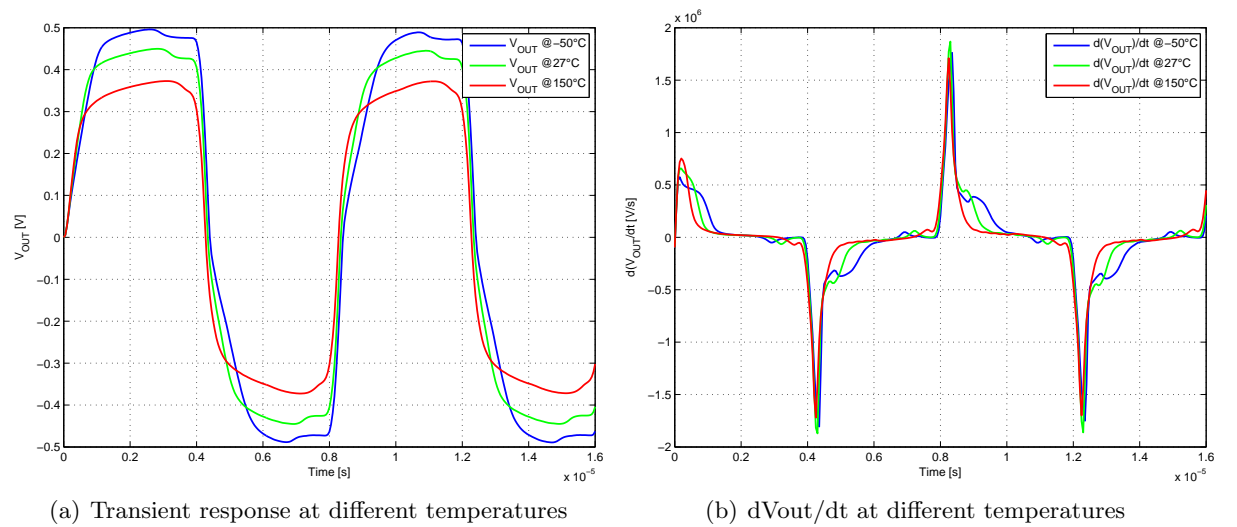 0.5
0.4
0.3
0.2
0.1
0
−0.1
−0.2
−0.3
−0.4
−0.5
V_OUT [V]
0 0.2 0.4 0.6 0.8 1 1.2 1.4 1.6
Time [s]
x 10^−5
V_OUT @−50°C
V_OUT @27°C
V_OUT @150°C
(a) Transient response at different temperatures
x 10^6
2
1.5
1
0.5
0
−0.5
−1
−1.5
−2
d(V_OUT)/dt [V/s]
0 0.2 0.4 0.6 0.8 1 1.2 1.4 1.6
Time [s]
x 10^−5
d(V_OUT)/dt @−50°C
d(V_OUT)/dt @27°C
d(V_OUT)/dt @150°C
(b) dVout/dt at different temperatures